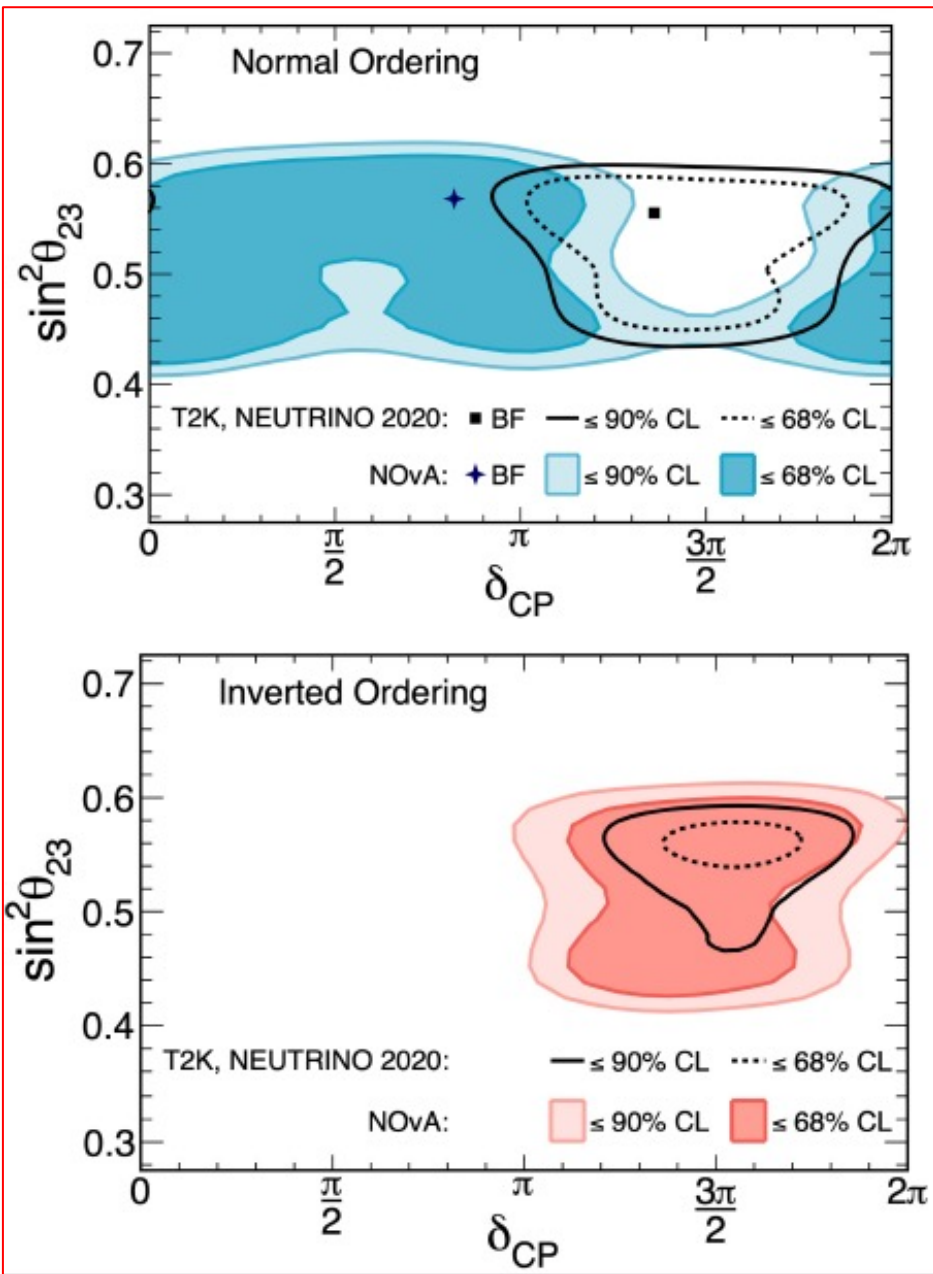 0.7
Normal Ordering
0.6
0.5
sin²θ₂₃
0.4
T2K, NEUTRINO 2020: BF ≤ 90% CL ≤ 68% CL
NOvA: BF ≤ 90% CL ≤ 68% CL
0.3
0 π/2 π 3π/2 2π
δCP
0.7
Inverted Ordering
0.6
0.5
sin²θ₂₃
0.4
T2K, NEUTRINO 2020: ≤ 90% CL ≤ 68% CL
NOvA: ≤ 90% CL ≤ 68% CL
0.3
0 π/2 π 3π/2 2π
δCP